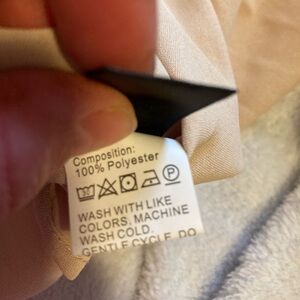 Composition:
100% Polyester
P
WASH WITH LIKE
COLORS, MACHINE
WASH COLD.
GENTLE CYCLE, DO